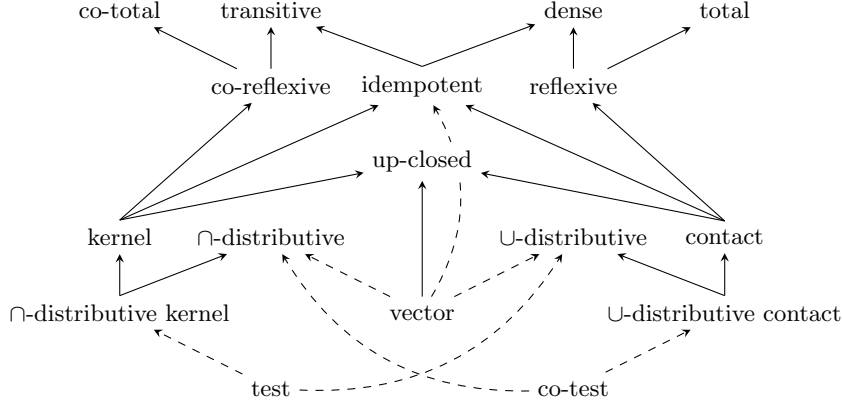 co-total transitive dense total
co-reflexive idempotent reflexive
up-closed
kernel ∩-distributive ∪-distributive contact
∩-distributive kernel vector ∪-distributive contact
test co-test